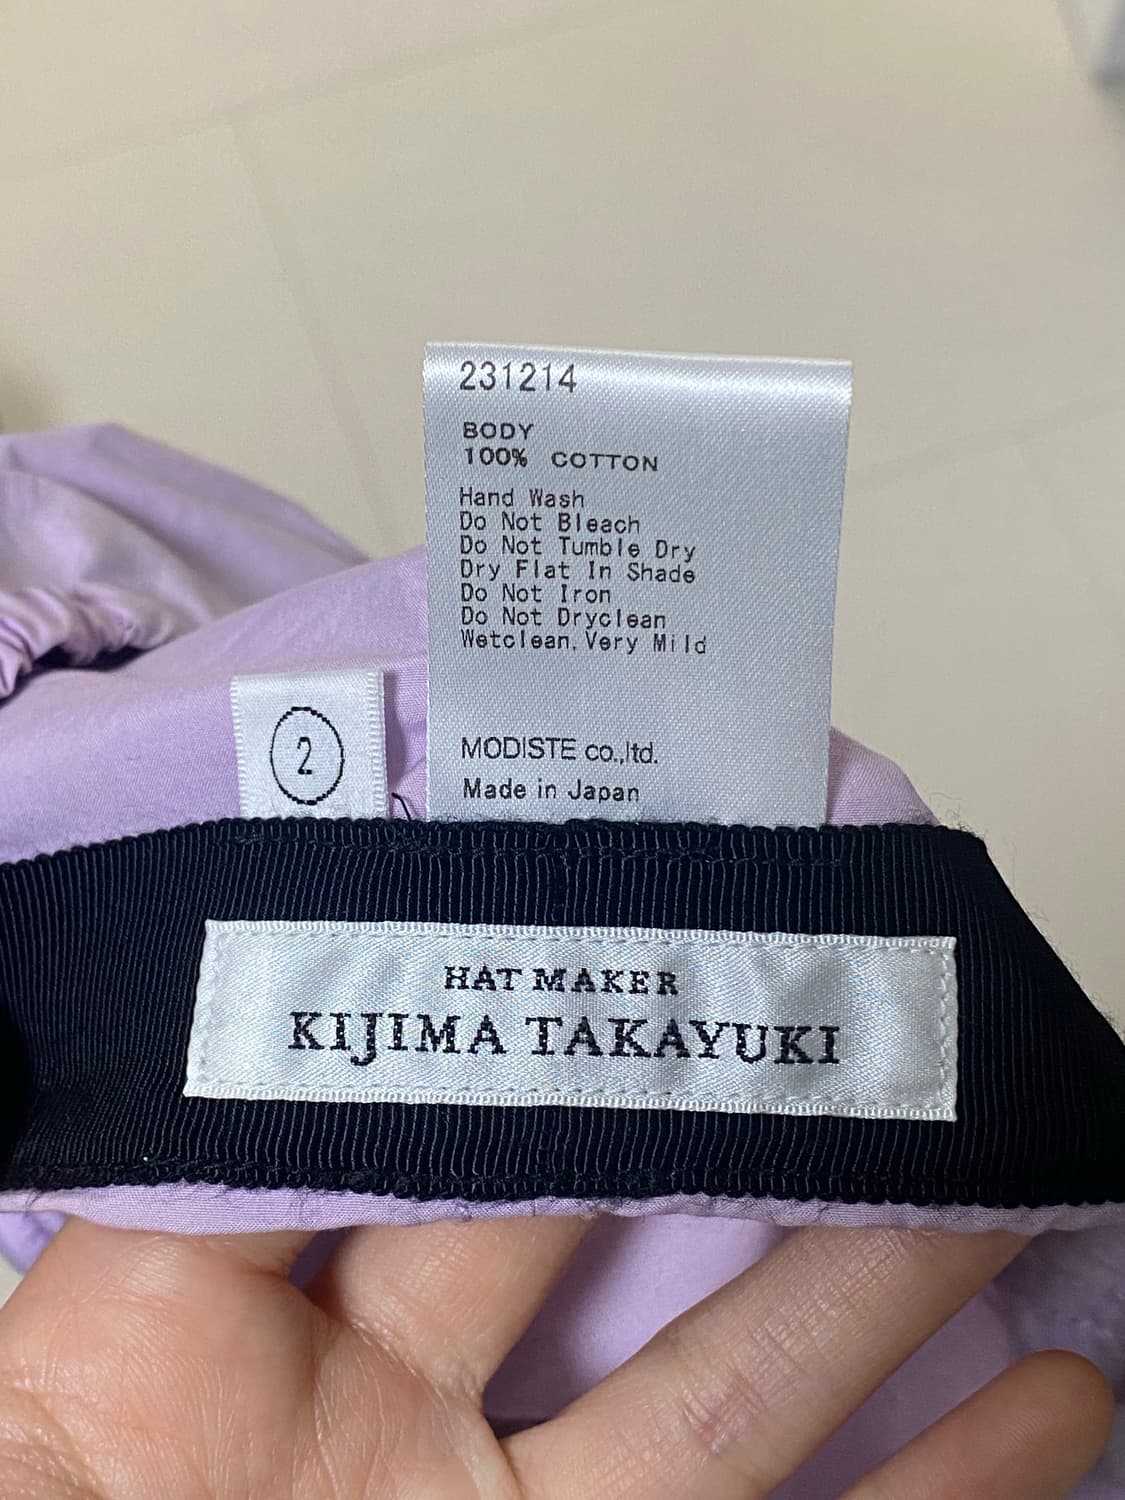 231214
BODY
100% COTTON
Hand Wash
Do Not Bleach
Do Not Tumble Dry
Dry Flat In Shade
Do Not Iron
Do Not Dryclean
Wetclean.Very Mild
MODISTE co.,ltd.
Made in Japan
2
HAT MAKER
KIJIMA TAKAYUKI